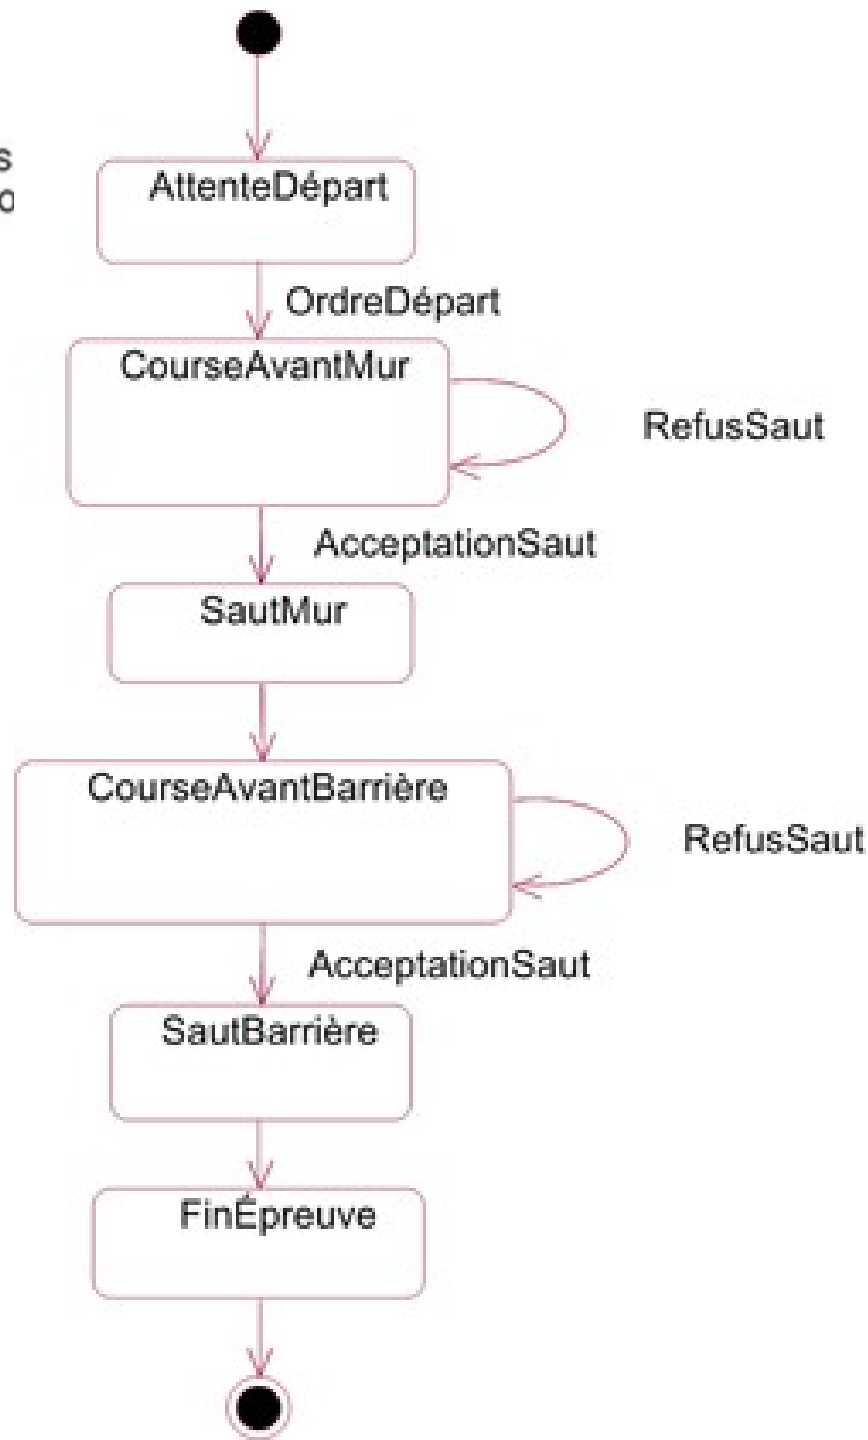 AttenteDépart
OrdreDépart
CourseAvantMur
RefusSaut
AcceptationSaut
SautMur
CourseAvantBarrière
RefusSaut
AcceptationSaut
SautBarrière
FinÉpreuve